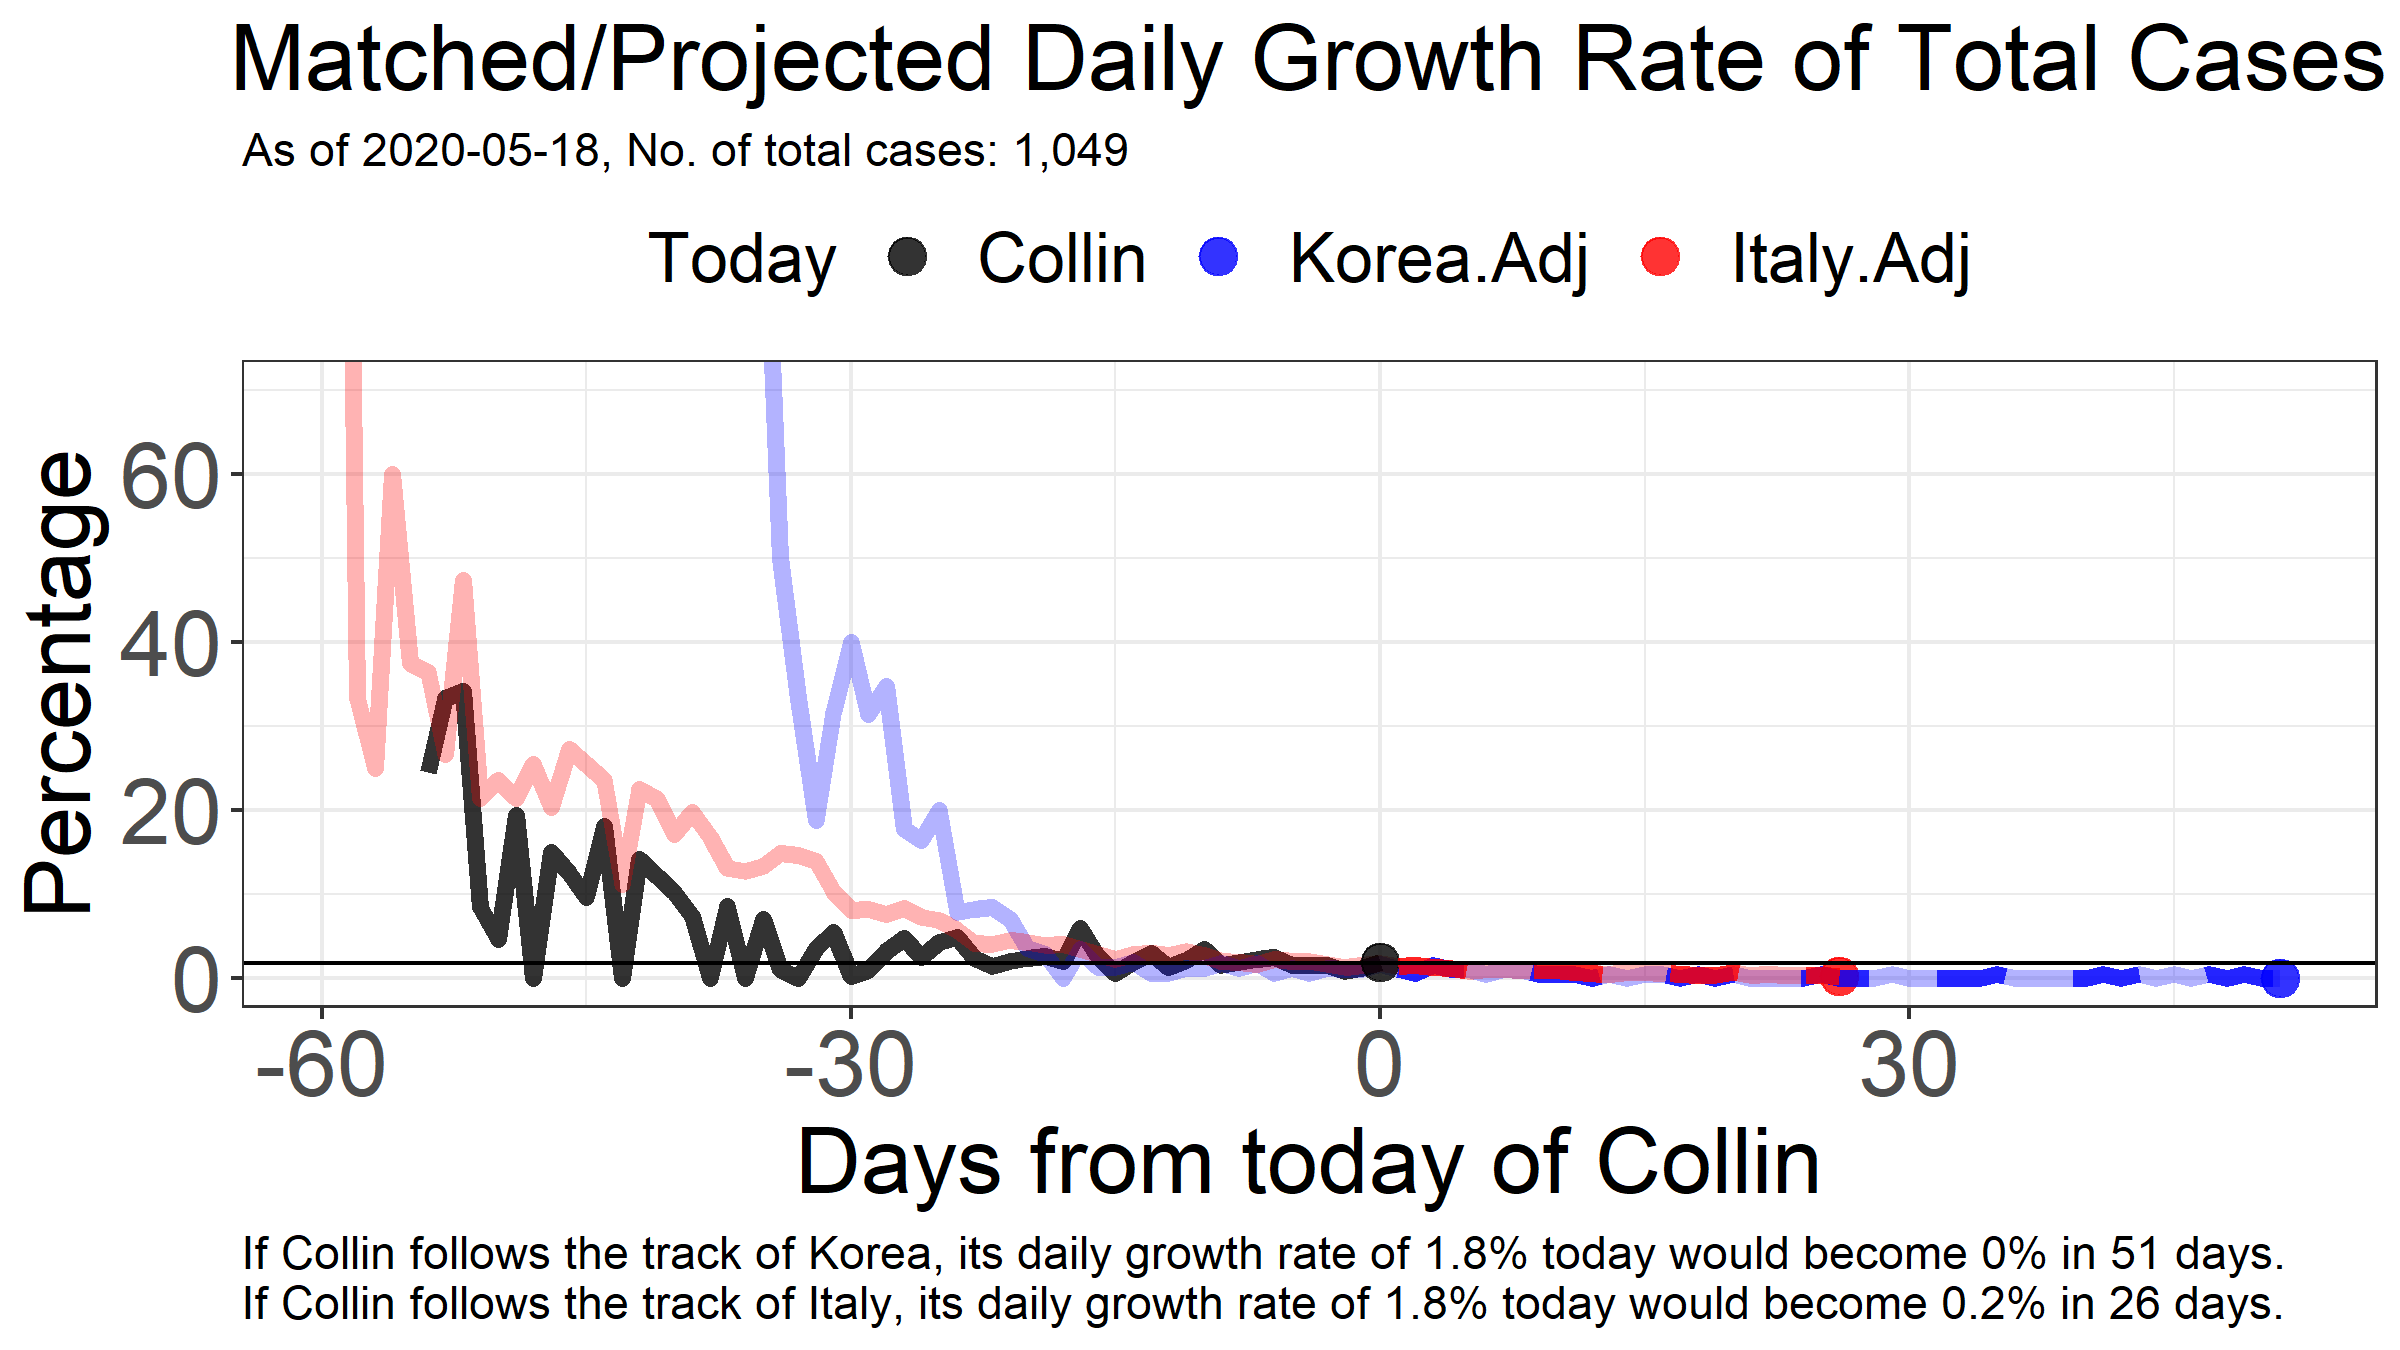 Matched/Projected Daily Growth Rate of Total Cases
As of 2020-05-18, No. of total cases: 1,049
Today Collin Korea.Adj Italy.Adj
Percentage
60
40
20
0
-60 -30 0 30
Days from today of Collin
If Collin follows the track of Korea, its daily growth rate of 1.8% today would become 0% in 51 days.
If Collin follows the track of Italy, its daily growth rate of 1.8% today would become 0.2% in 26 days.